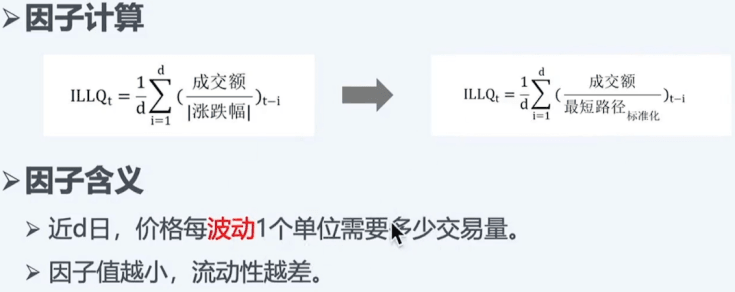 ➢因子计算
ILLQ_t = \frac{1}{d}\sum_{i=1}^{d}(\frac{成交额}{|涨跌幅|})_{t-i}
ILLQ_t = \frac{1}{d}\sum_{i=1}^{d}(\frac{成交额}{最短路径_{标准化}})_{t-i}
➢因子含义
➢ 近d日，价格每波动1个单位需要多少交易量。
➢ 因子值越小，流动性越差。